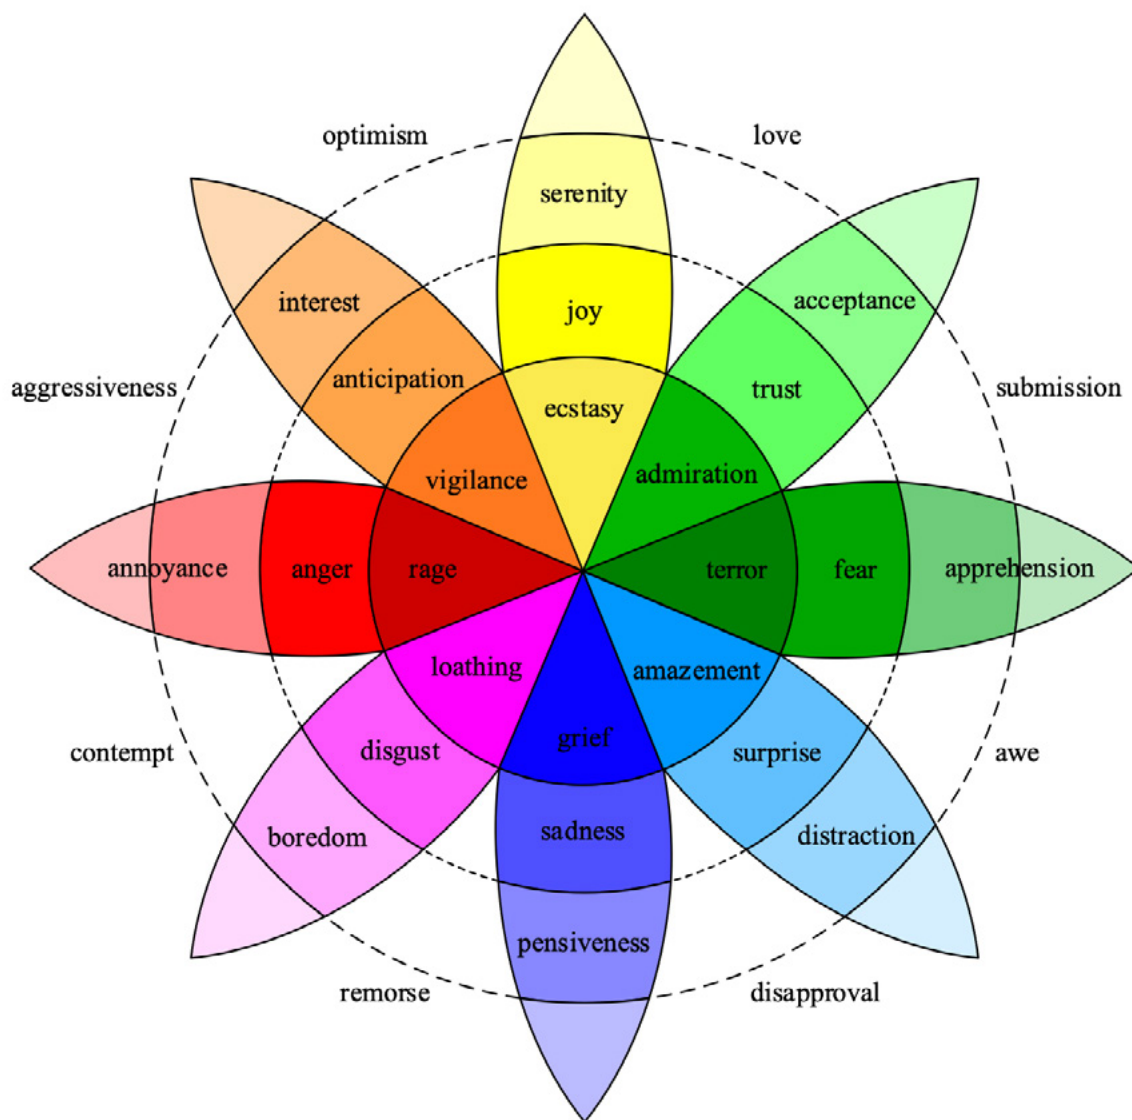 optimism
love
serenity
interest
acceptance
joy
anticipation
trust
aggressiveness
submission
ecstasy
vigilance
admiration
annoyance
anger
rage
terror
fear
apprehension
loathing
amazement
grief
contempt
disgust
surprise
awe
boredom
sadness
distraction
pensiveness
remorse
disapproval